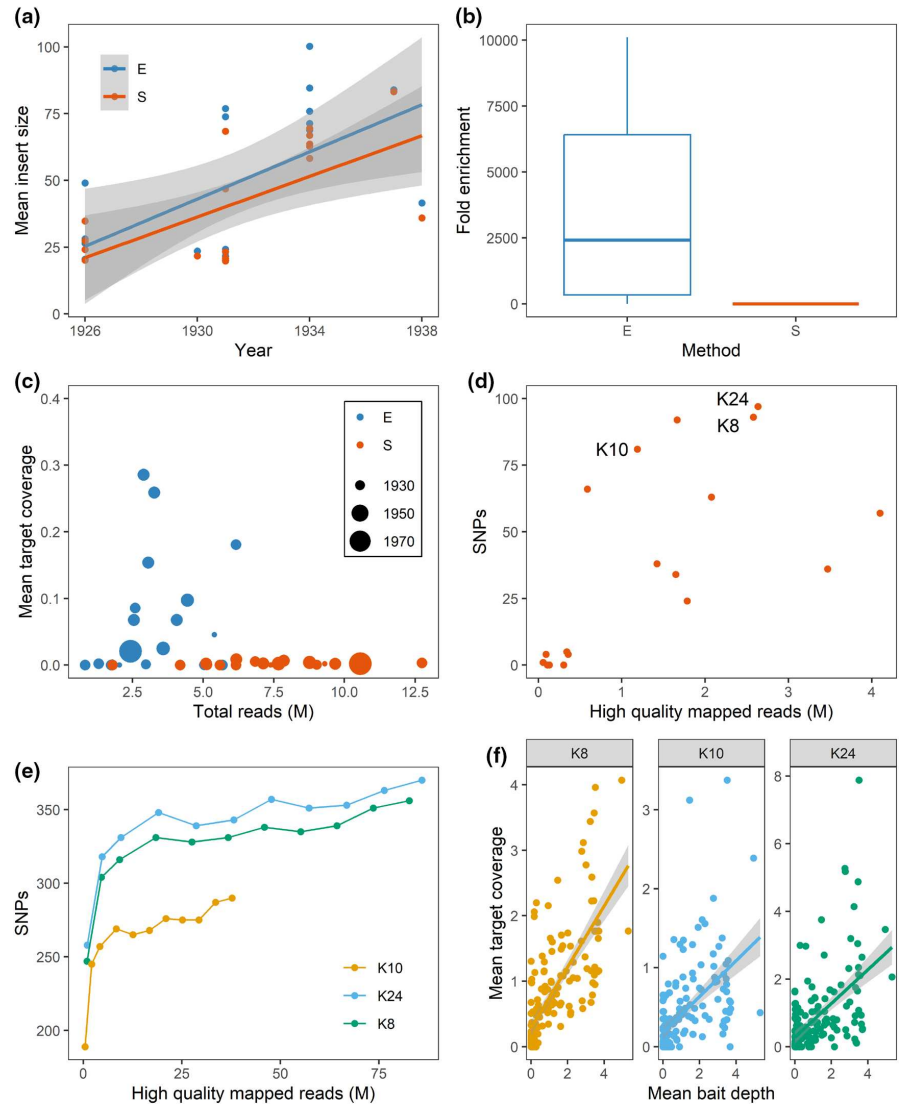 (a)
100
75
50
25
0
Mean insert size
E
S
1926
1930
1934
1938
Year
(b)
10000
7500
5000
2500
0
Fold enrichment
E
S
Method
(c)
0.4
0.3
0.2
0.1
0.0
Mean target coverage
E
S
1930
1950
1970
2.5
5.0
7.5
10.0
12.5
Total reads (M)
(d)
100
75
50
25
0
SNPs
K24
K8
K10
0
1
2
3
4
High quality mapped reads (M)
(e)
350
300
250
200
SNPs
K10
K24
K8
0
25
50
75
High quality mapped reads (M)
(f)
K8
K10
K24
Mean target coverage
4
3
2
1
0
3
2
1
0
8
6
4
2
0
0
2
4
0
2
4
0
2
4
Mean bait depth